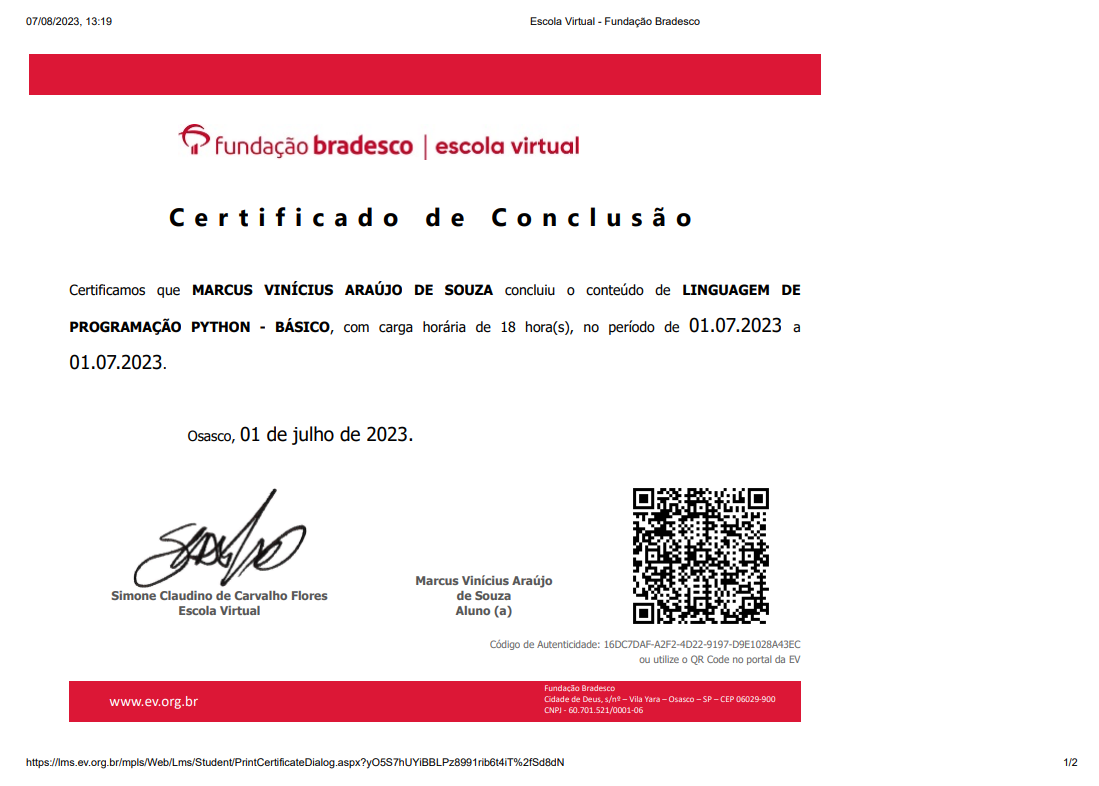 07/08/2023, 13:19
Escola Virtual - Fundação Bradesco
fundação bradesco | escola virtual
Certificado de Conclusão
Certificamos que MARCUS VINÍCIUS ARAÚJO DE SOUZA concluiu o conteúdo de LINGUAGEM DE
PROGRAMAÇÃO PYTHON - BÁSICO, com carga horária de 18 hora(s), no período de 01.07.2023 a
01.07.2023.
Osasco, 01 de julho de 2023.
Simone Claudino de Carvalho Flores
Escola Virtual
Marcus Vinícius Araújo
de Souza
Aluno (a)
Código de Autenticidade: 16DC7DAF-A2F2-4D22-9197-D9E1028A43EC
ou utilize o QR Code no portal da EV
www.ev.org.br
Fundação Bradesco
Cidade de Deus, s/nº – Vila Yara – Osasco – SP – CEP 06029-900
CNPJ - 60.701.521/0001-06
https://lms.ev.org.br/mpls/Web/Lms/Student/PrintCertificateDialog.aspx?yO5S7hUYiBBLPz8991rib6t4iT%2fSd8dN
1/2